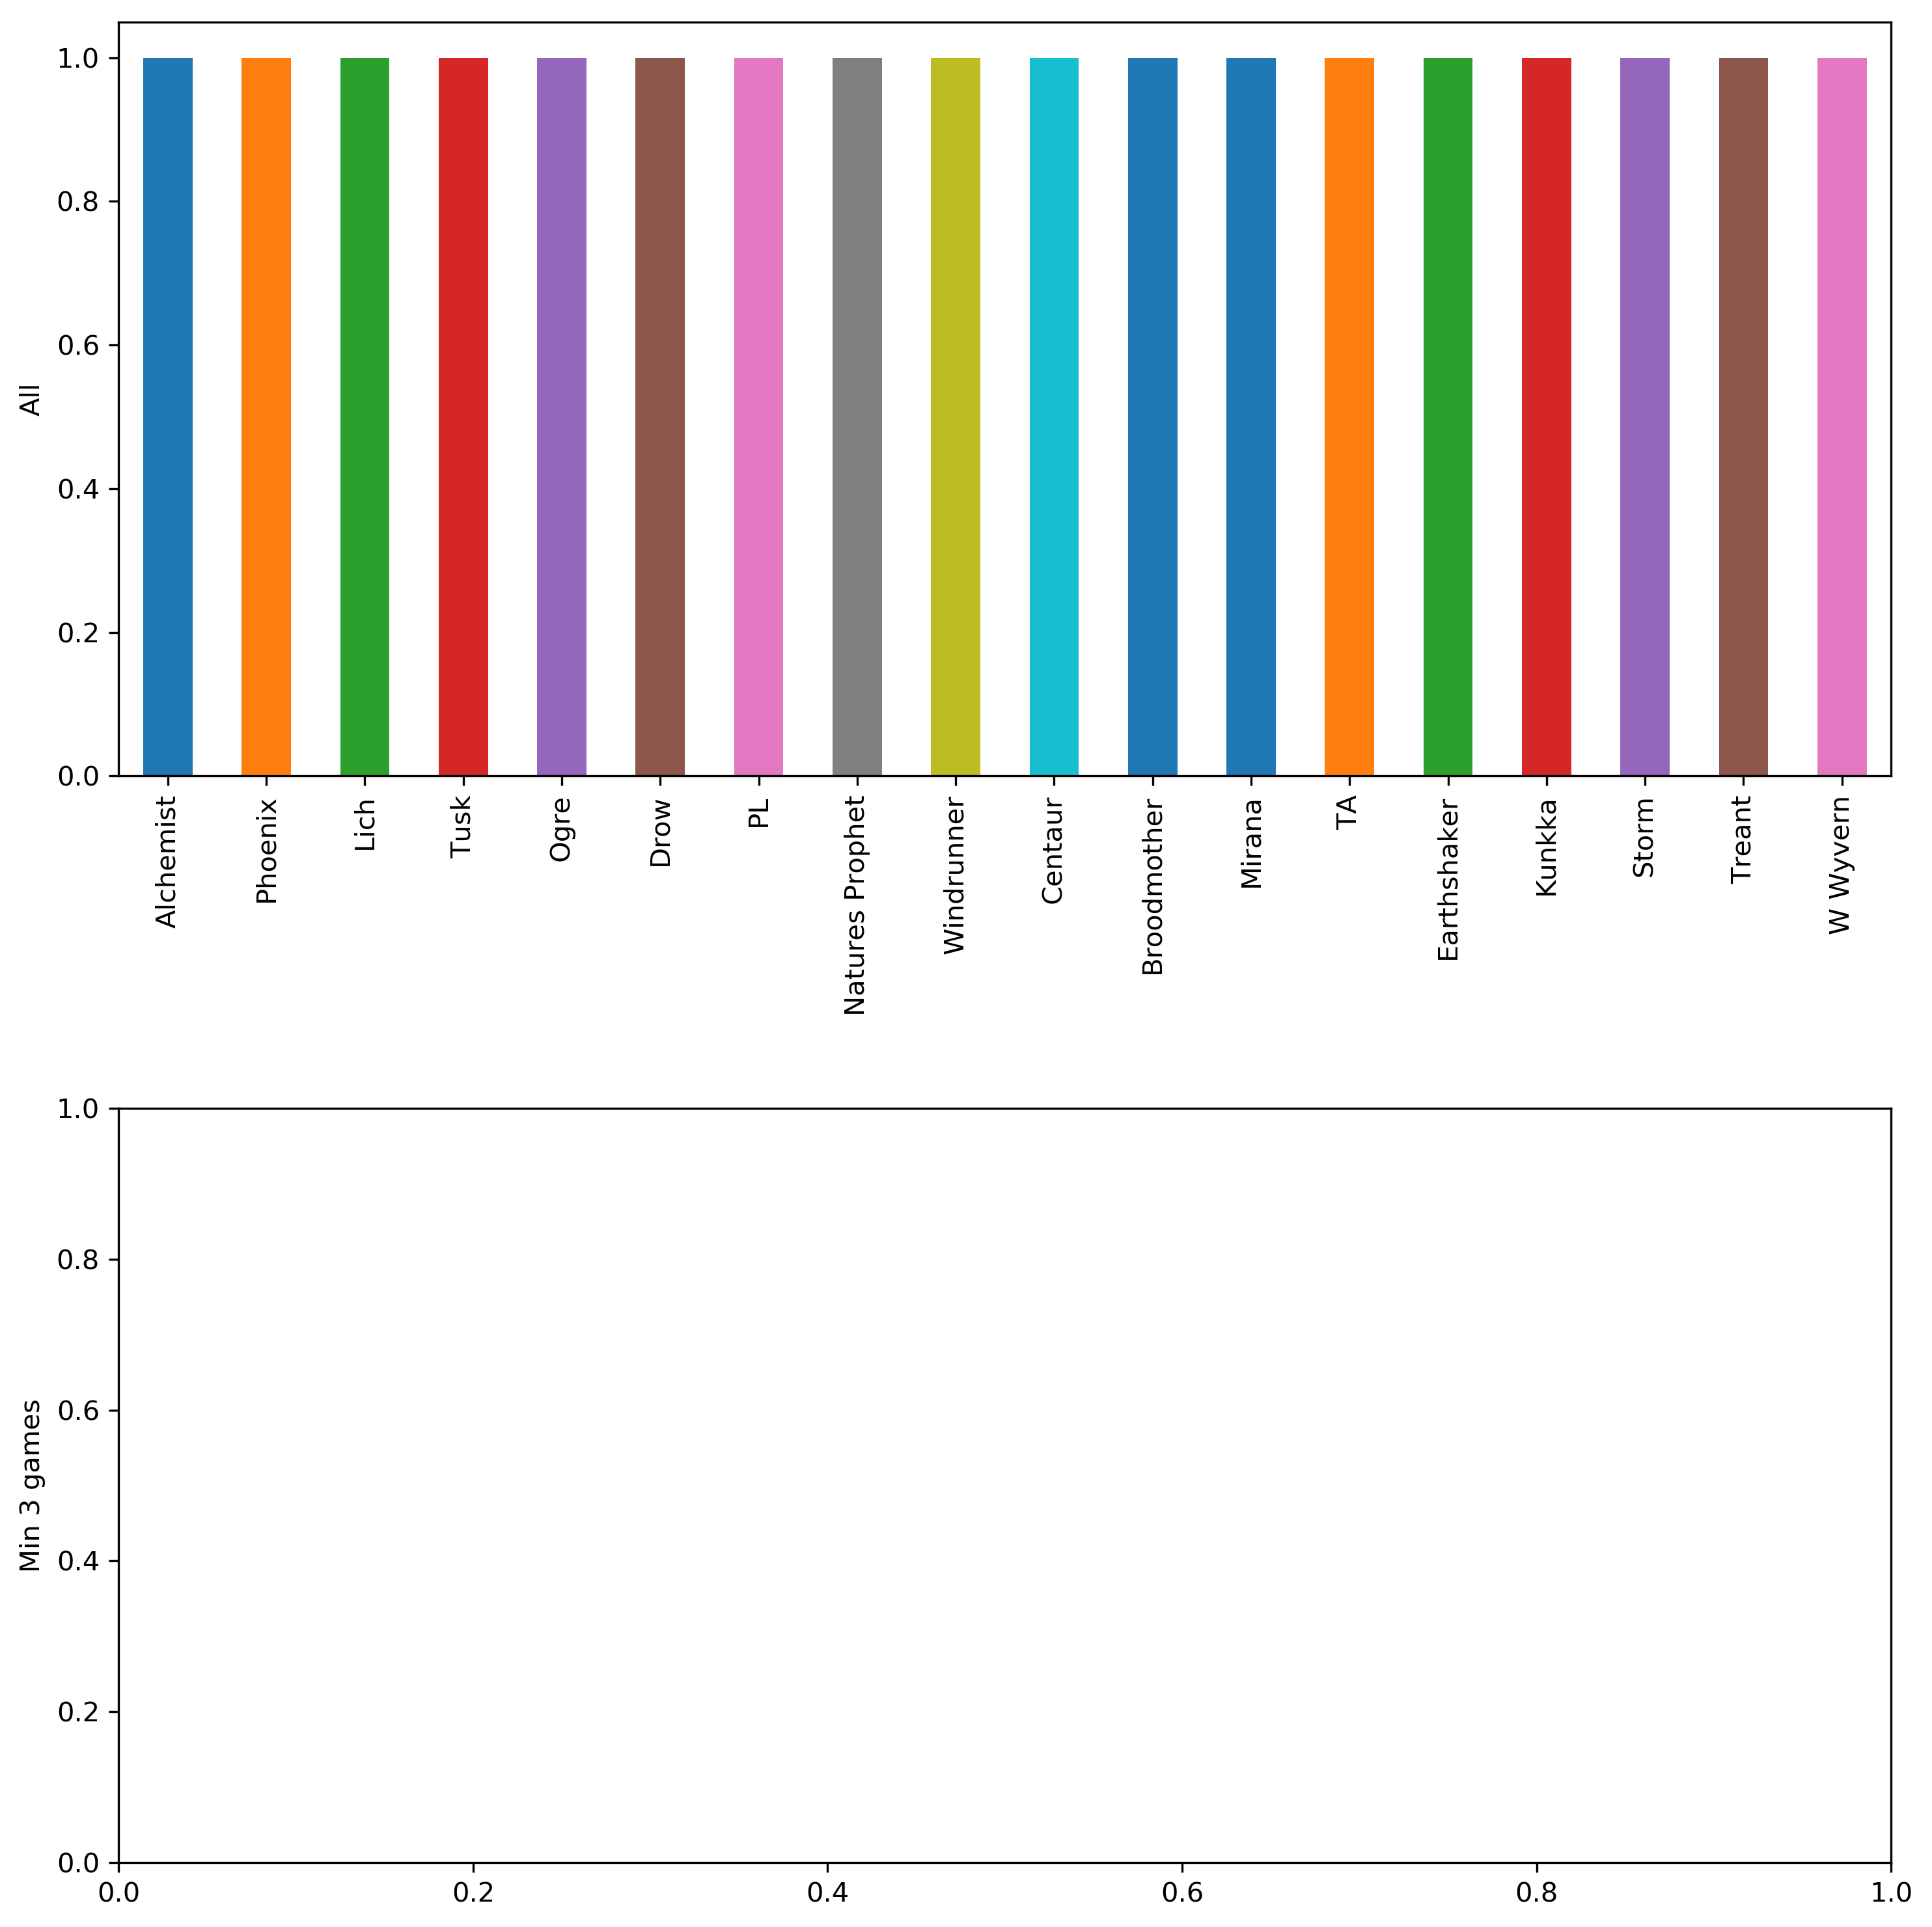 1.0
0.8
0.6
0.4
0.2
0.0
All
Alchemist
Phoenix
Lich
Tusk
Ogre
Drow
PL
Natures Prophet
Windrunner
Centaur
Broodmother
Mirana
TA
Earthshaker
Kunkka
Storm
Treant
W Wyvern
1.0
0.8
0.6
0.4
0.2
0.0
Min 3 games
0.0 0.2 0.4 0.6 0.8 1.0